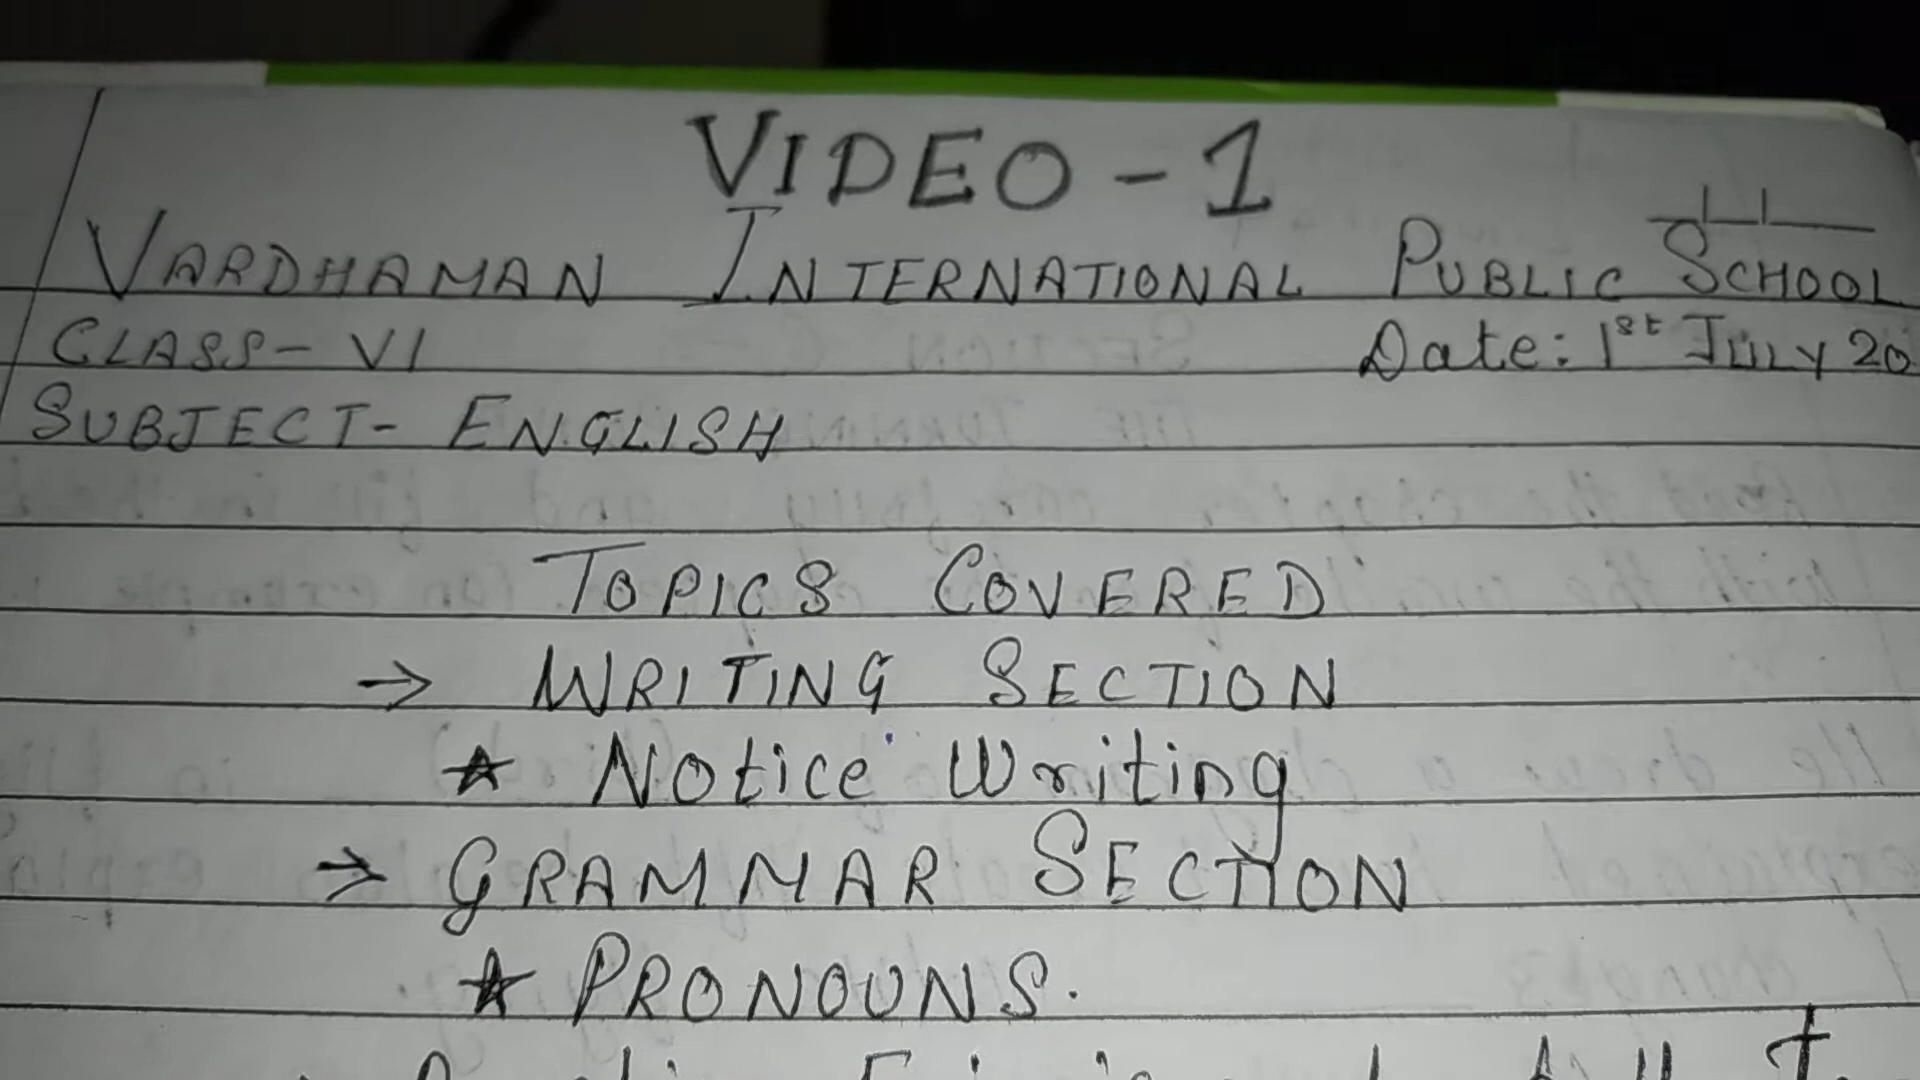 VIDEO - 1
VARDHAMAN INTERNATIONAL PUBLIC SCHOOL
CLASS - VI Date: 1st JULY 20
SUBJECT - ENGLISH
TOPICS COVERED
→ WRITING SECTION
★ Notice Writing
→ GRAMMAR SECTION
★ PRONOUNS.